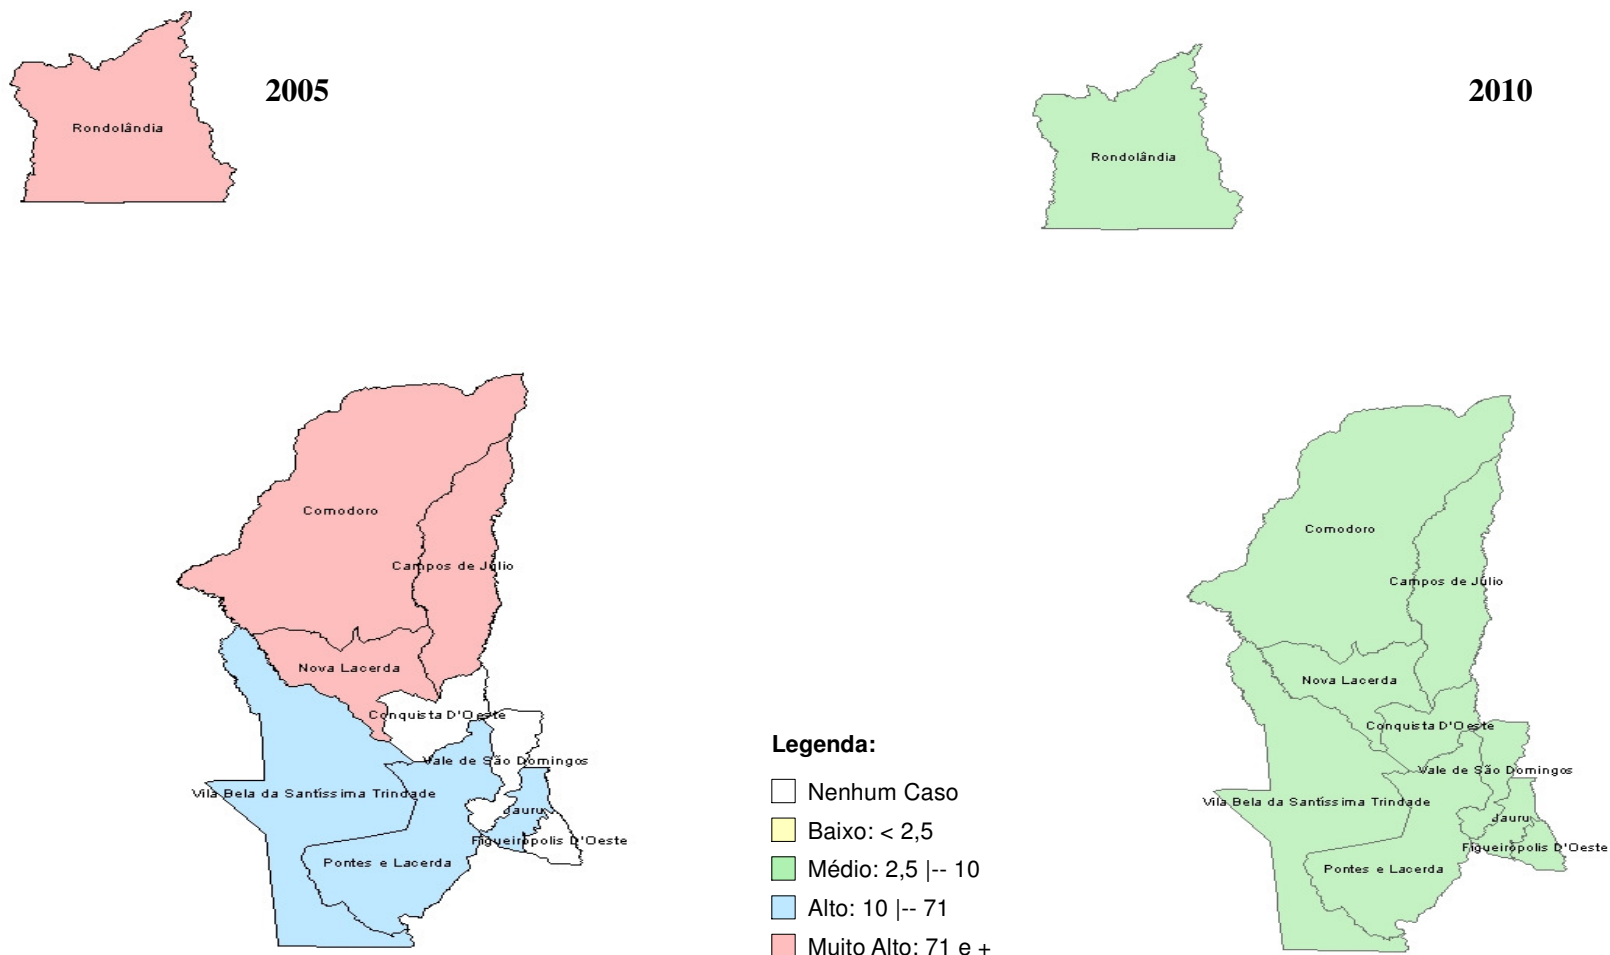 2005
Rondolândia
Comodoro
Campos de Júlio
Nova Lacerda
Conquista D'Oeste
Vale de São Domingos
Vila Bela da Santíssima Trindade
Jauru
Figueirópolis D'Oeste
Pontes e Lacerda
Legenda:
Nenhum Caso
Baixo: < 2,5
Médio: 2,5 |-- 10
Alto: 10 |-- 71
Muito Alto: 71 e +
2010
Rondolândia
Comodoro
Campos de Júlio
Nova Lacerda
Conquista D'Oeste
Vale de São Domingos
Vila Bela da Santíssima Trindade
Jauru
Figueirópolis D'Oeste
Pontes e Lacerda